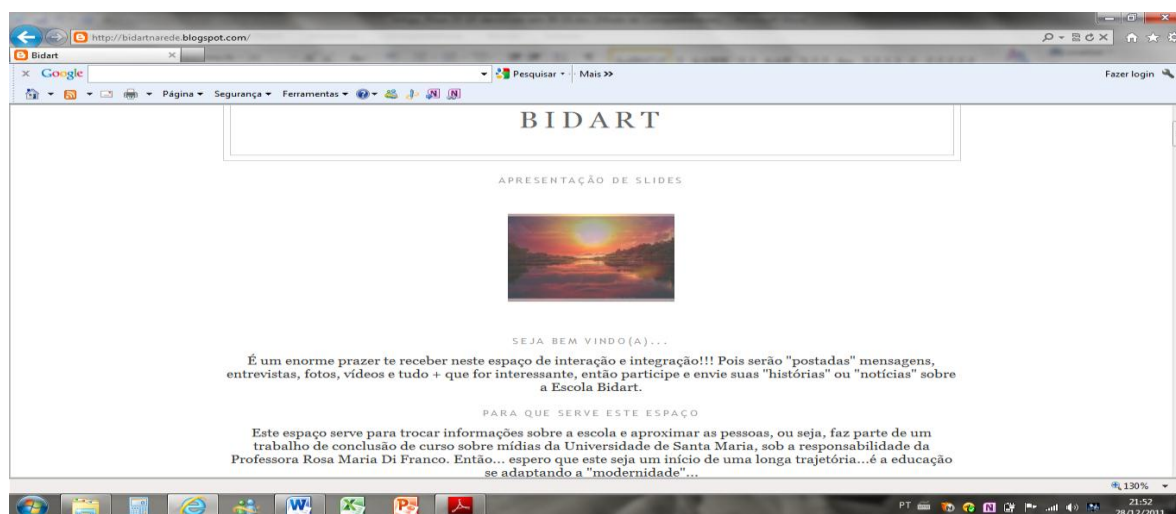 http://bidartnarede.blogspot.com/
Bidart
Google
Pesquisar
Mais >>
Fazer login
Página
Segurança
Ferramentas
BIDART
APRESENTAÇÃO DE SLIDES
SEJA BEM VINDO(A)...
É um enorme prazer te receber neste espaço de interação e integração!!! Pois serão "postadas" mensagens,
entrevistas, fotos, vídeos e tudo + que for interessante, então participe e envie suas "histórias" ou "notícias" sobre
a Escola Bidart.
PARA QUE SERVE ESTE ESPAÇO
Este espaço serve para trocar informações sobre a escola e aproximar as pessoas, ou seja, faz parte de um
trabalho de conclusão de curso sobre mídias da Universidade de Santa Maria, sob a responsabilidade da
Professora Rosa Maria Di Franco. Então... espero que este seja um início de uma longa trajetória...é a educação
se adaptando a "modernidade"...
130%
PT
21:52
28/12/2011